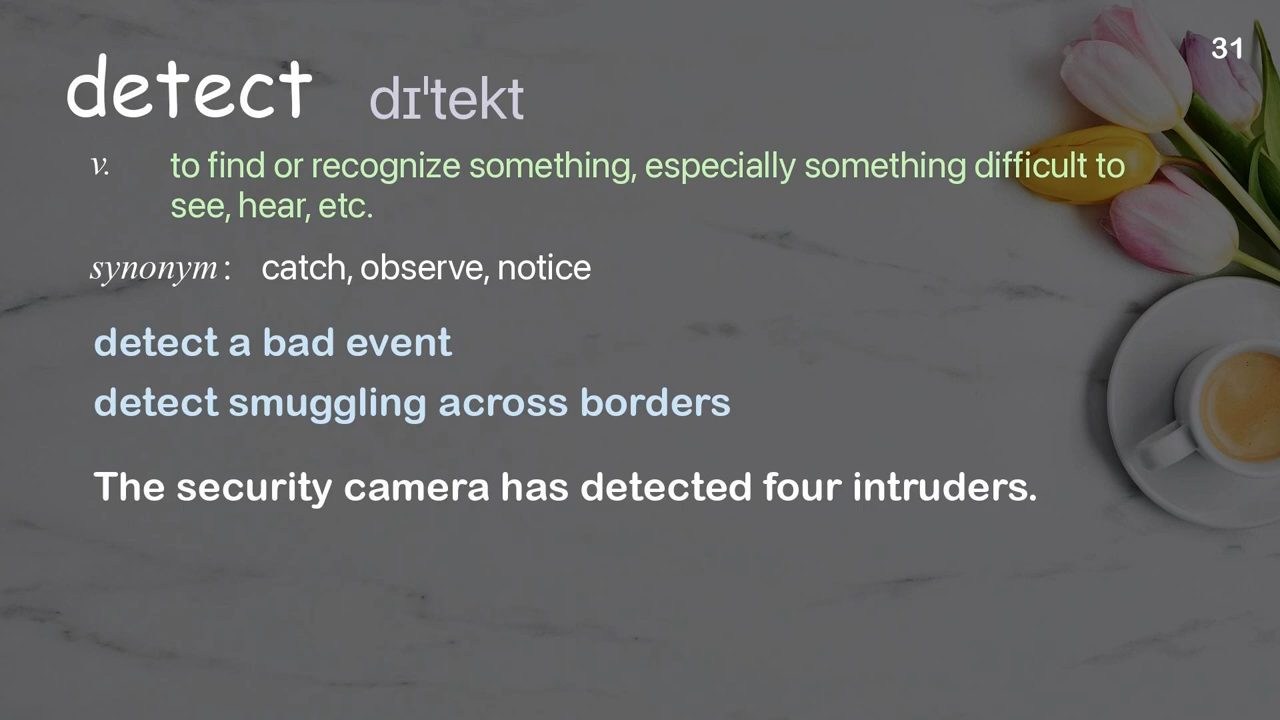 31
detect dɪˈtekt
v. to find or recognize something, especially something difficult to
see, hear, etc.
synonym: catch, observe, notice
detect a bad event
detect smuggling across borders
The security camera has detected four intruders.